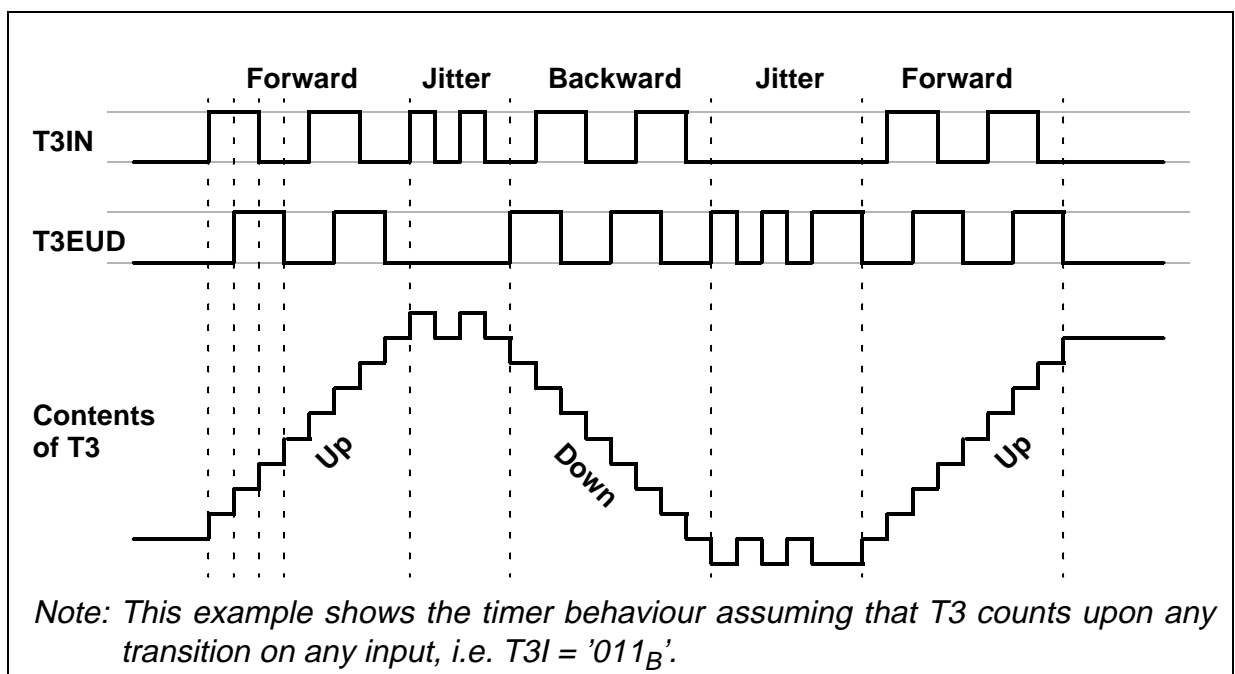 Forward Jitter Backward Jitter Forward
T3IN
T3EUD
Contents
of T3
Up
Down
Up
Note: This example shows the timer behaviour assuming that T3 counts upon any
transition on any input, i.e. T3I = ’011B’.